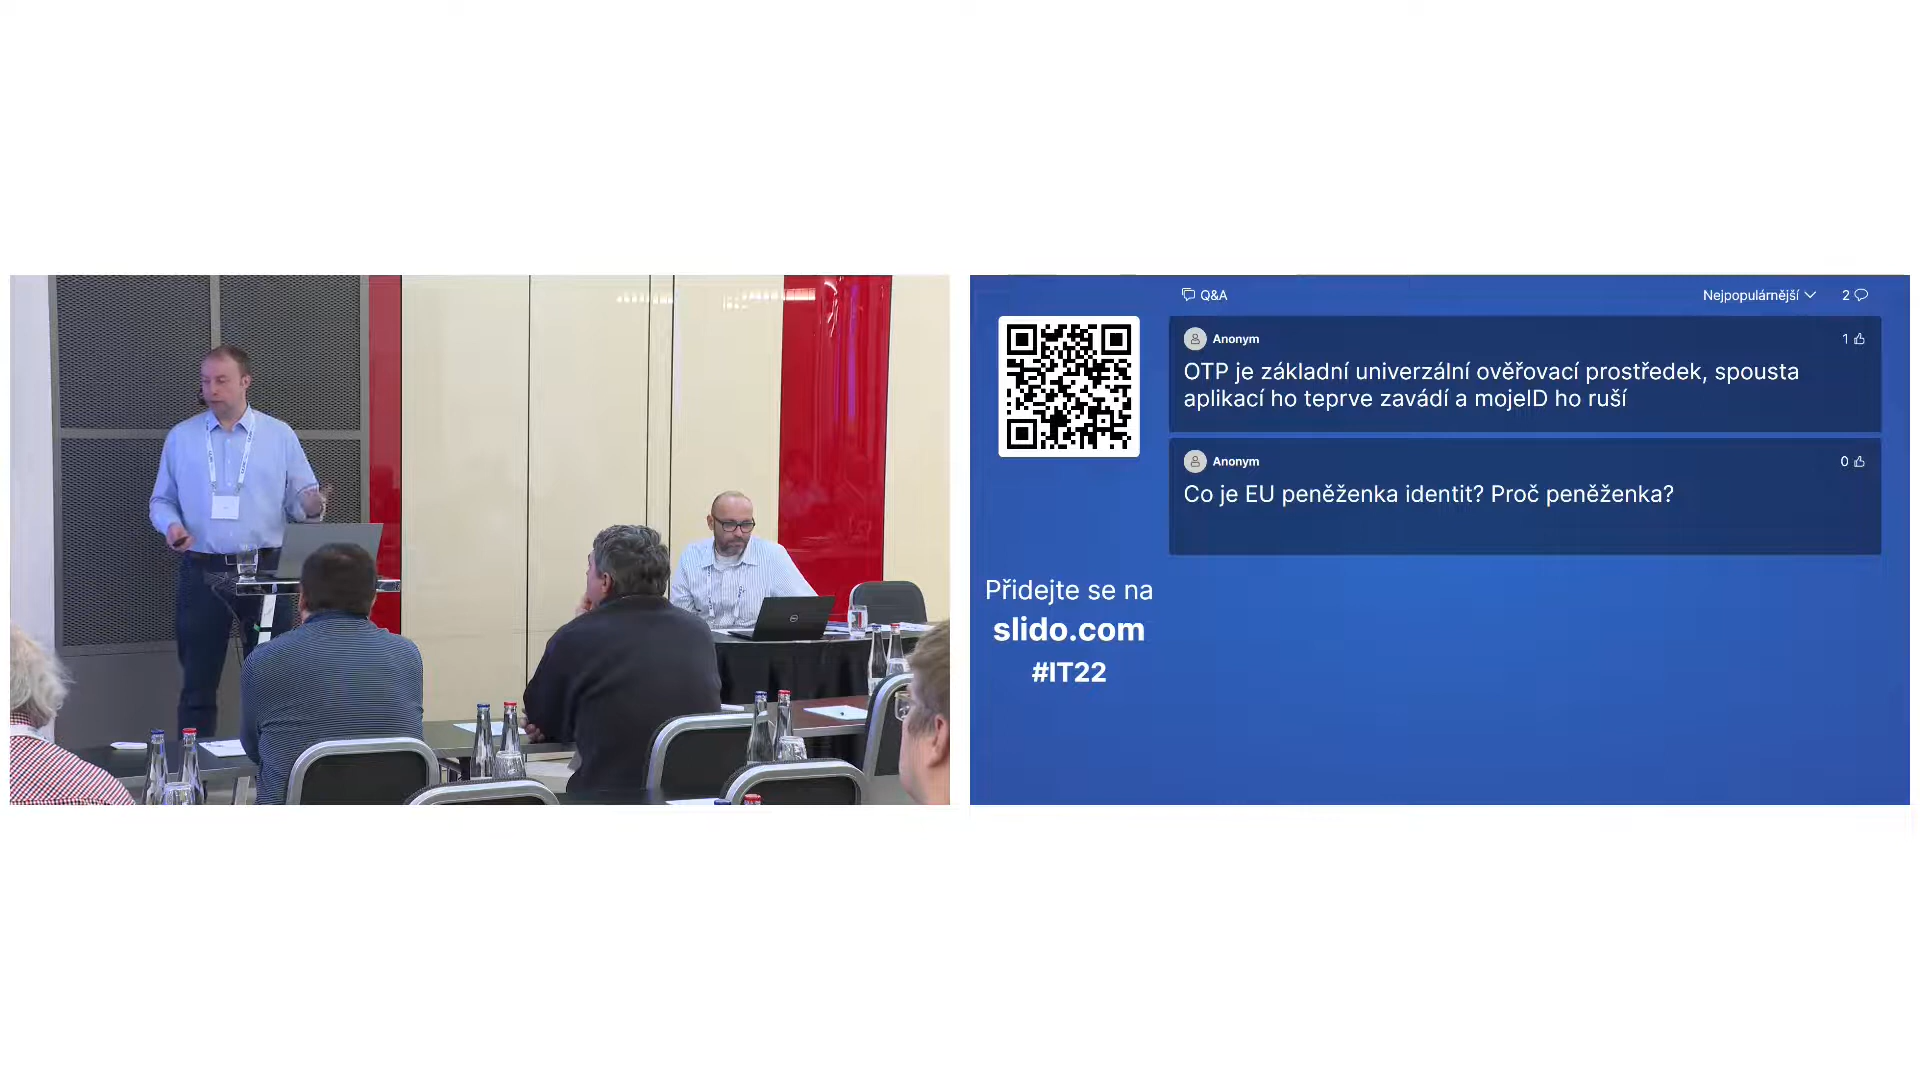 Q&A
Nejpopulárnější
2
Anonym
1
OTP je základní univerzální ověřovací prostředek, spousta
aplikací ho teprve zavádí a mojeID ho ruší
Anonym
0
Co je EU peněženka identit? Proč peněženka?
Přidejte se na
slido.com
#IT22